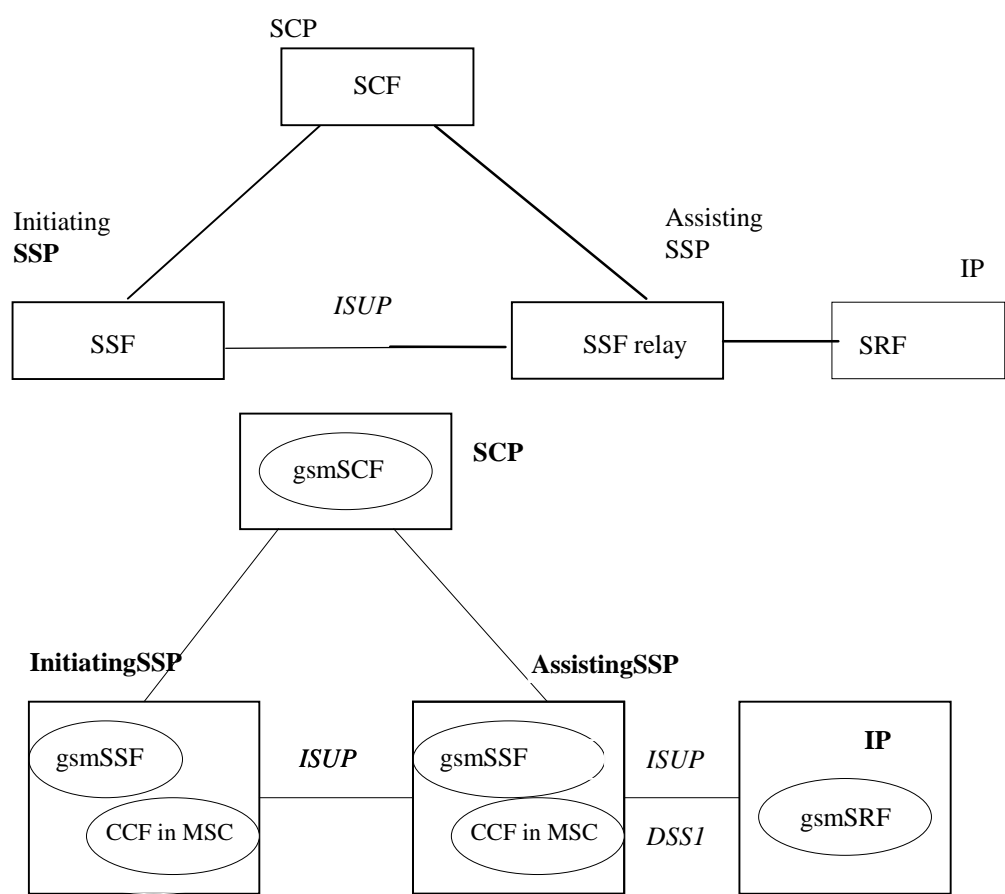 SCP
SCF
Initiating
SSP
Assisting
SSP
IP
ISUP
SSF
SSF relay
SRF
SCP
gsmSCF
InitiatingSSP
AssistingSSP
gsmSSF
ISUP
gsmSSF
ISUP
IP
CCF in MSC
CCF in MSC
DSS1
gsmSRF